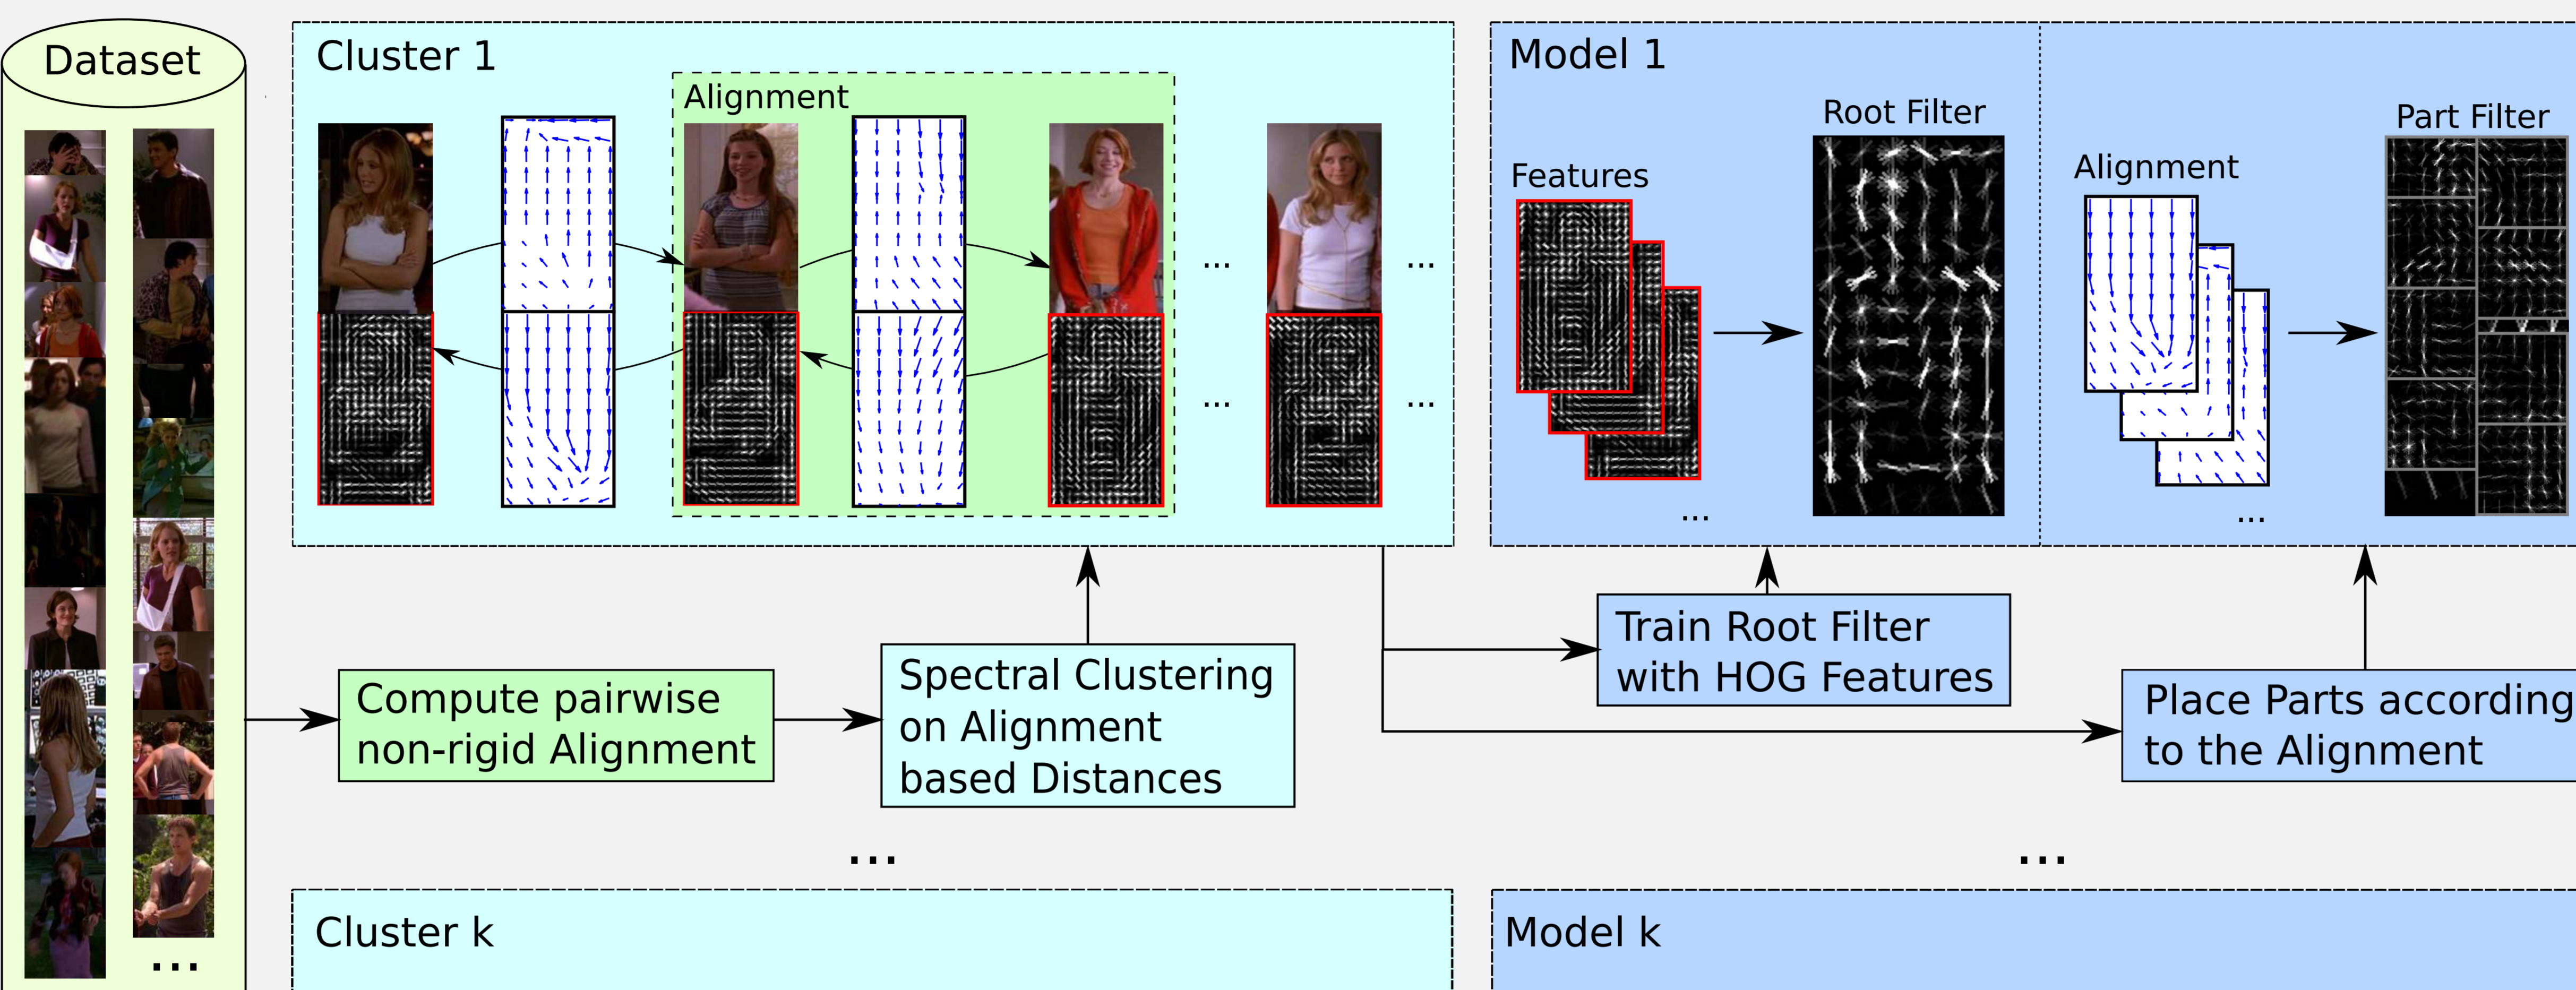 Dataset
...
Cluster 1
Alignment
...
...
...
...
Model 1
Features
...
Root Filter
Alignment
...
Part Filter
Compute pairwise
non-rigid Alignment
Spectral Clustering
on Alignment
based Distances
Train Root Filter
with HOG Features
Place Parts according
to the Alignment
...
...
Cluster k
Model k